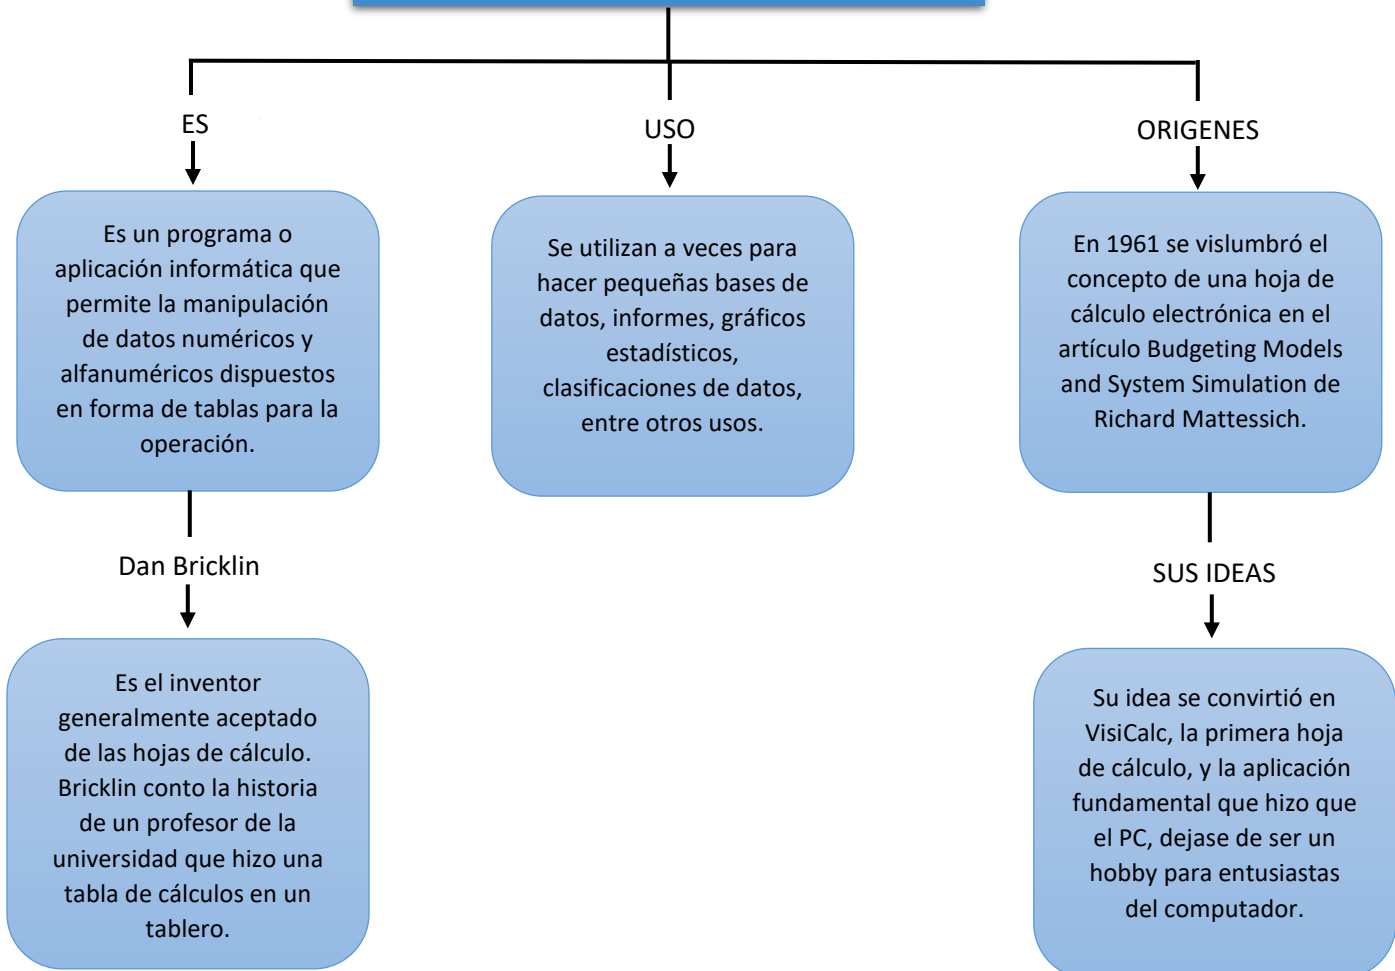 ES
USO
ORIGENES
Es un programa o
aplicación informática que
permite la manipulación
de datos numéricos y
alfanuméricos dispuestos
en forma de tablas para la
operación.
Se utilizan a veces para
hacer pequeñas bases de
datos, informes, gráficos
estadísticos,
clasificaciones de datos,
entre otros usos.
En 1961 se vislumbró el
concepto de una hoja de
cálculo electrónica en el
artículo Budgeting Models
and System Simulation de
Richard Mattessich.
Dan Bricklin
SUS IDEAS
Es el inventor
generalmente aceptado
de las hojas de cálculo.
Bricklin conto la historia
de un profesor de la
universidad que hizo una
tabla de cálculos en un
tablero.
Su idea se convirtió en
VisiCalc, la primera hoja
de cálculo, y la aplicación
fundamental que hizo que
el PC, dejase de ser un
hobby para entusiastas
del computador.